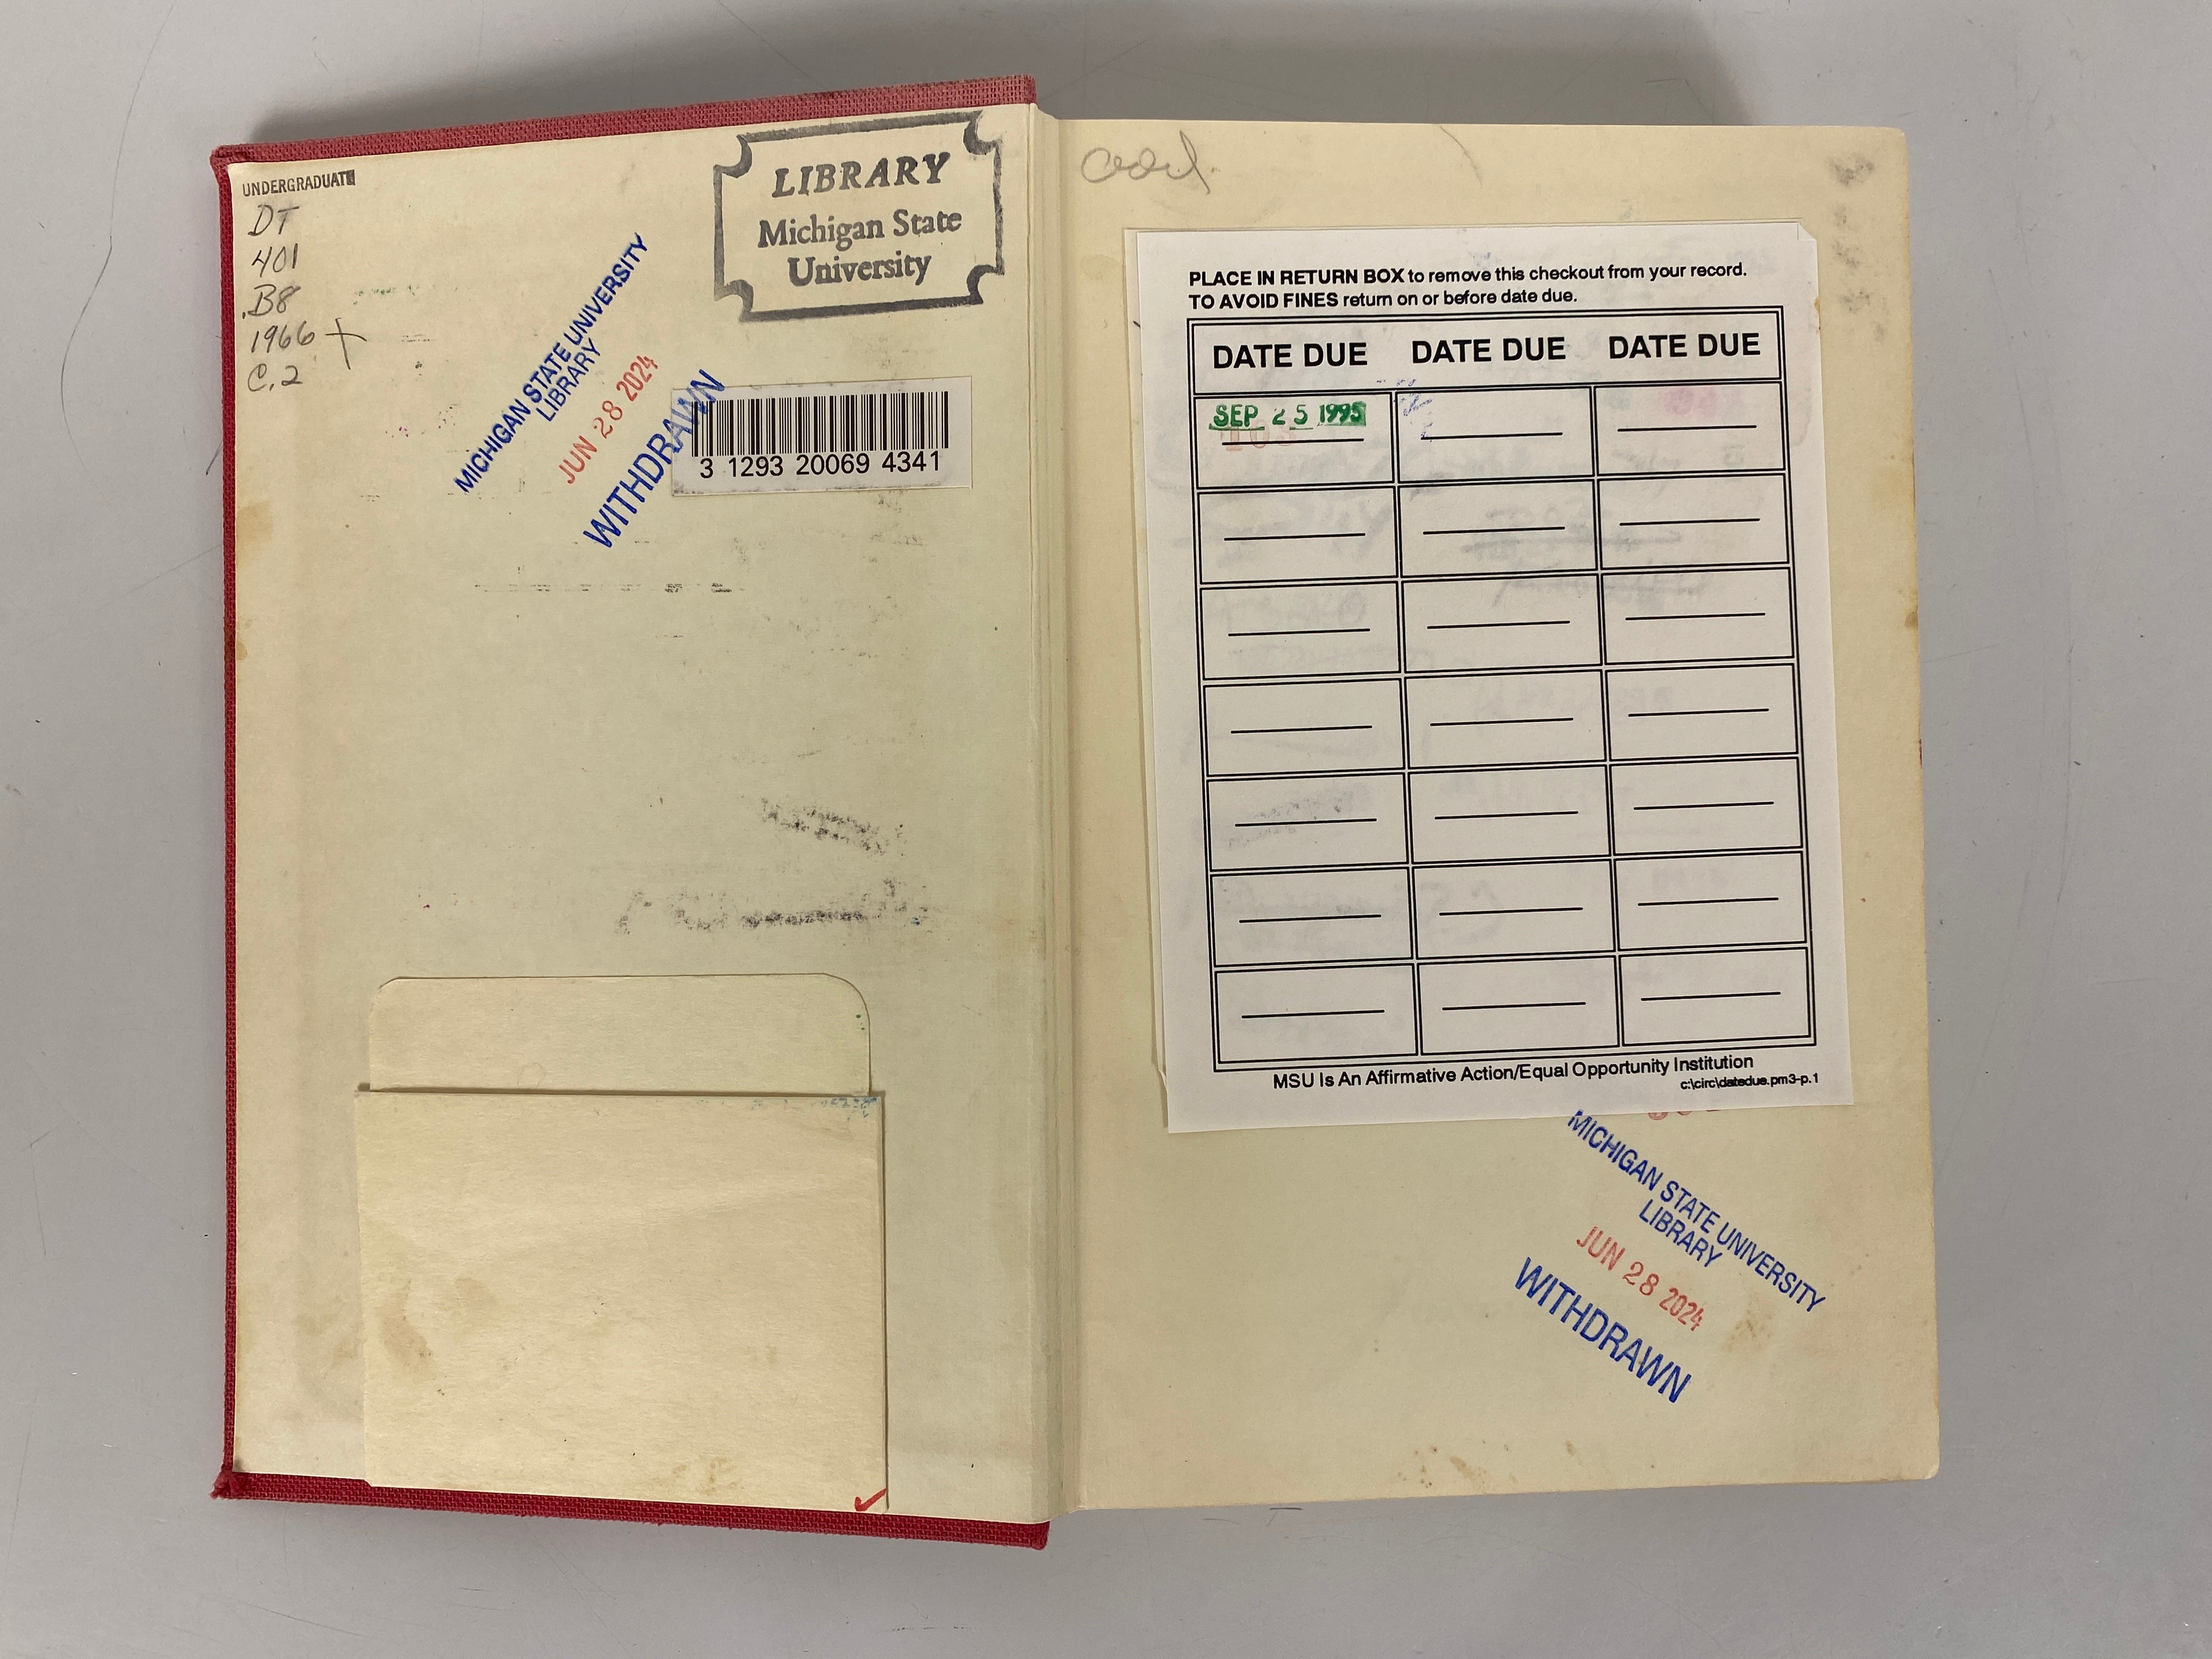 UNDERGRADUATE
DT
401
.B8
1966
C.2
LIBRARY
Michigan State
University
MICHIGAN STATE UNIVERSITY
LIBRARY
JUN 28 2024
WITHDRAWN
3 1293 20069 4341
PLACE IN RETURN BOX to remove this checkout from your record.
TO AVOID FINES return on or before date due.
DATE DUE DATE DUE DATE DUE
SEP 25 1995
MSU Is An Affirmative Action/Equal Opportunity Institution
c:\circ\datedue.pm3-p.1
MICHIGAN STATE UNIVERSITY
LIBRARY
JUN 28 2024
WITHDRAWN